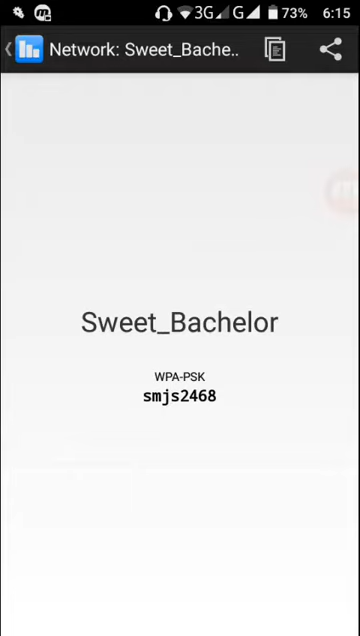 3G G 73% 6:15
Network: Sweet_Bache..
Sweet_Bachelor
WPA-PSK
smjs2468